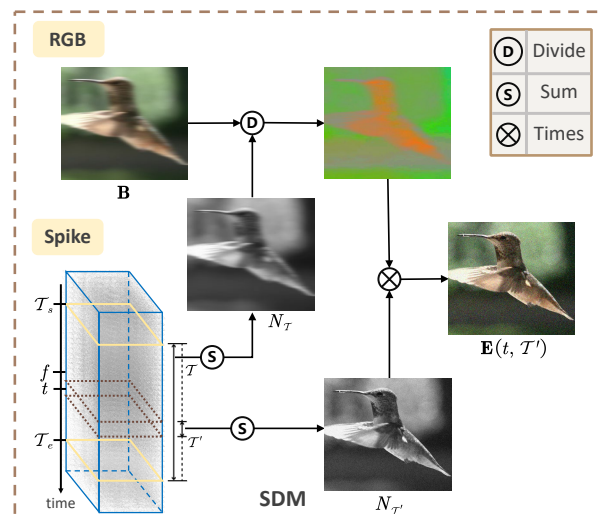 RGB
D Divide
S Sum
Times
D
B
Spike
N_𝒯
𝒯_s
𝒯
S
E(t, 𝒯′)
f
t
S
𝒯′
𝒯_e
time
SDM
N_𝒯′